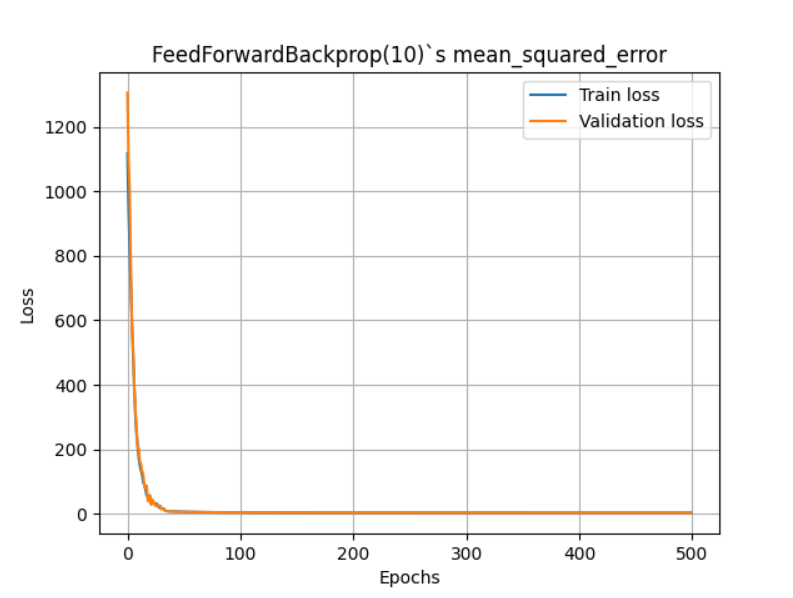 FeedForwardBackprop(10)`s mean_squared_error
Train loss
Validation loss
1200
1000
800
600
400
200
0
Loss
0 100 200 300 400 500
Epochs